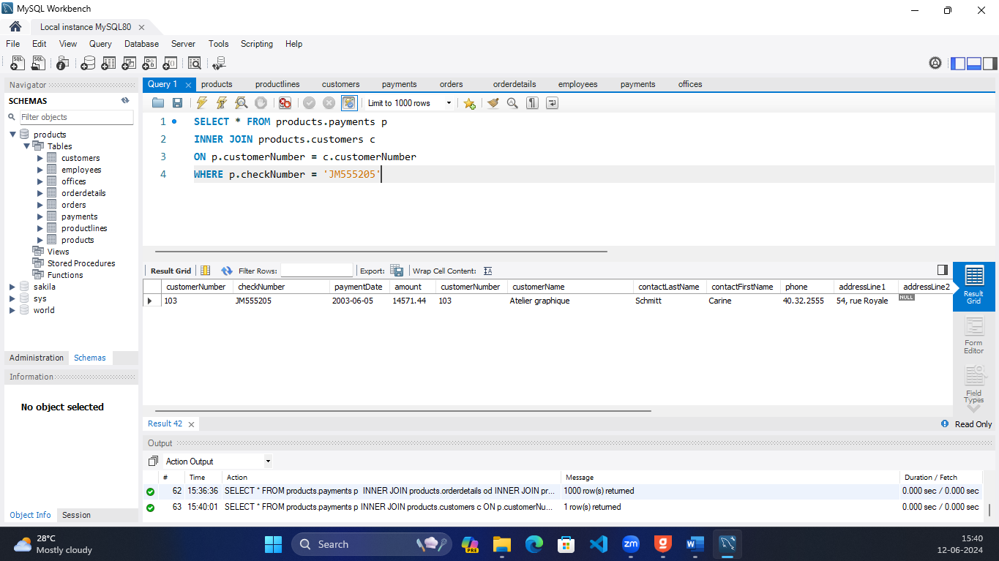 MySQL Workbench
Local instance MySQL80
File Edit View Query Database Server Tools Scripting Help
Navigator
SCHEMAS
Filter objects
products
Tables
customers
employees
offices
orderdetails
orders
payments
productlines
products
Views
Stored Procedures
Functions
sakila
sys
world
Administration Schemas
Information
No object selected
Object Info Session
Query 1 products productlines customers payments orders orderdetails employees payments offices
Limit to 1000 rows
1 SELECT * FROM products.payments p
2 INNER JOIN products.customers c
3 ON p.customerNumber = c.customerNumber
4 WHERE p.checkNumber = 'JM555205'
Result Grid Filter Rows: Export: Wrap Cell Content:
customerNumber checkNumber paymentDate amount customerNumber customerName contactLastName contactFirstName phone addressLine1 addressLine2
103 JM555205 2003-06-05 14571.44 103 Atelier graphique Schmitt Carine 40.32.2555 54, rue Royale NULL
Result
Grid
Form
Editor
Field
Types
Result 42
Read Only
Output
Action Output
# Time Action Message Duration / Fetch
62 15:36:36 SELECT * FROM products.payments p INNER JOIN products.orderdetails od INNER JOIN pr... 1000 row(s) returned 0.000 sec / 0.000 sec
63 15:40:01 SELECT * FROM products.payments p INNER JOIN products.customers c ON p.customerNu... 1 row(s) returned 0.000 sec / 0.000 sec
28°C
Mostly cloudy
Search
PRE
zm
15:40
12-06-2024